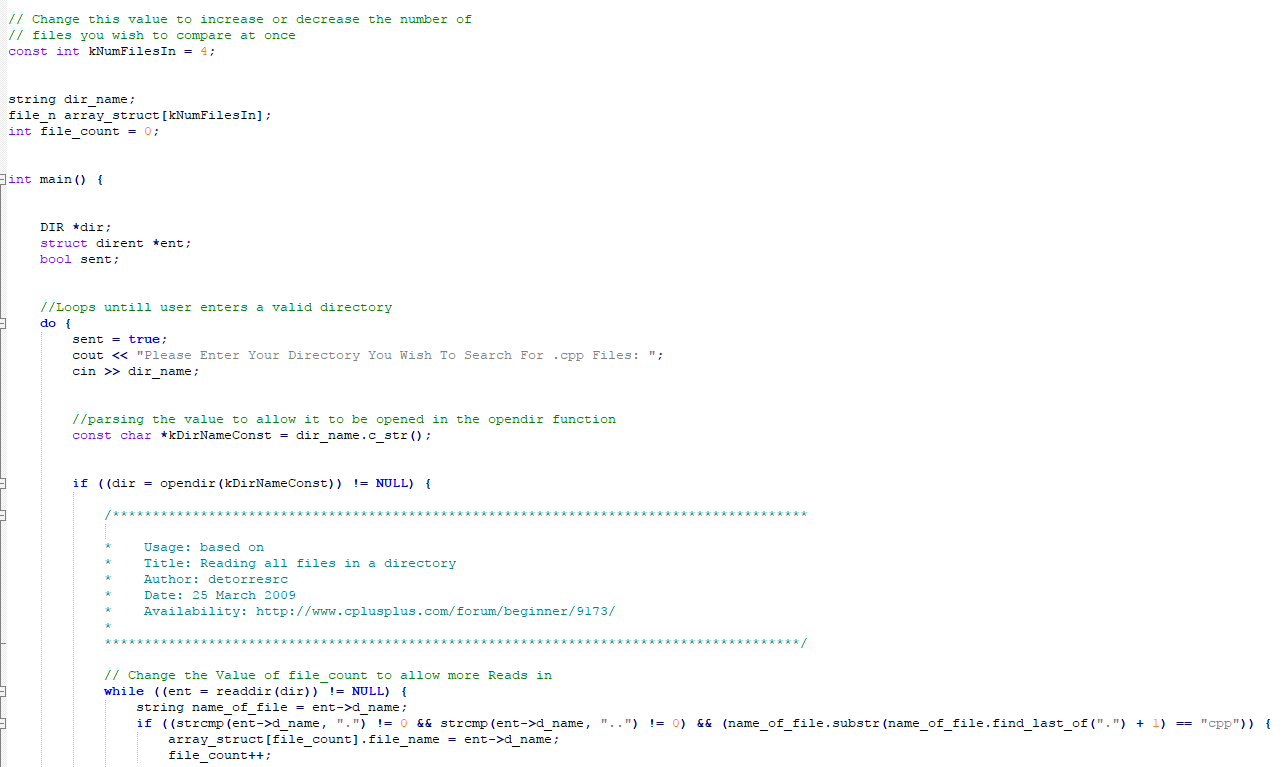 // Change this value to increase or decrease the number of
// files you wish to compare at once
const int kNumFilesIn = 4;
string dir_name;
file_n array_struct[kNumFilesIn];
int file_count = 0;
int main() {
DIR *dir;
struct dirent *ent;
bool sent;
//Loops untill user enters a valid directory
do {
sent = true;
cout << "Please Enter Your Directory You Wish To Search For .cpp Files: ";
cin >> dir_name;
//parsing the value to allow it to be opened in the opendir function
const char *kDirNameConst = dir_name.c_str();
if ((dir = opendir(kDirNameConst)) != NULL) {
/***************************************************************************************
*    Usage: based on
*    Title: Reading all files in a directory
*    Author: detorresrc
*    Date: 25 March 2009
*    Availability: http://www.cplusplus.com/forum/beginner/9173/
*
***************************************************************************************/
// Change the Value of file_count to allow more Reads in
while ((ent = readdir(dir)) != NULL) {
string name_of_file = ent->d_name;
if ((strcmp(ent->d_name, ".") != 0 && strcmp(ent->d_name, "..") != 0) && (name_of_file.substr(name_of_file.find_last_of(".") + 1) == "cpp")) {
array_struct[file_count].file_name = ent->d_name;
file_count++;